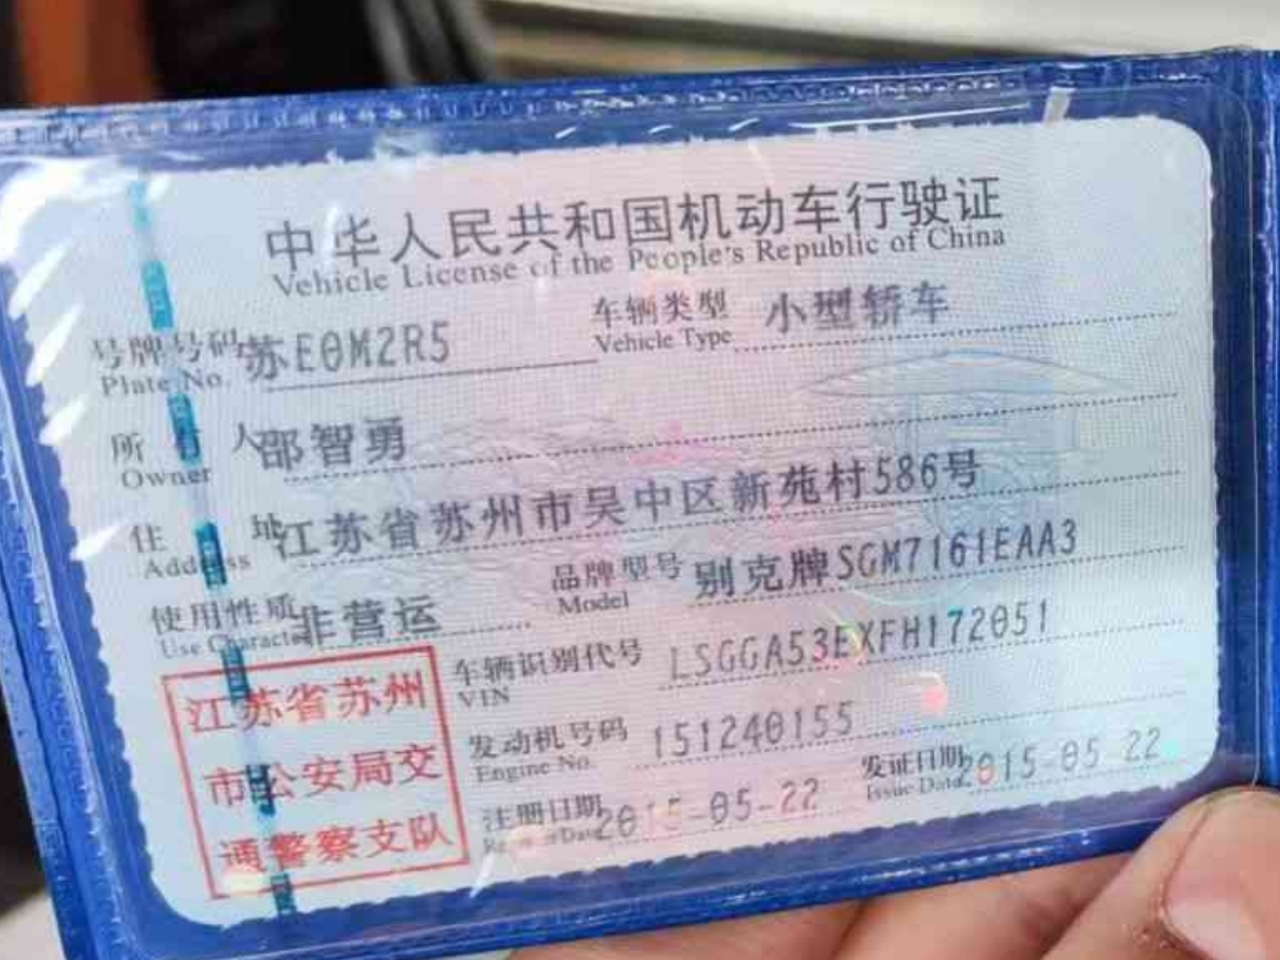 中华人民共和国机动车行驶证
Vehicle License of the People's Republic of China
号牌号码 苏E0M2R5 车辆类型 小型轿车
Plate No. Vehicle Type
所有人 邵智勇
Owner
住址 江苏省苏州市吴中区新苑村586号
Address
使用性质 非营运 品牌型号 别克牌SGM7161EAA3
Use Character Model
车辆识别代号 LSGGA53EXFH172051
VIN
发动机号码 151240155
Engine No.
注册日期 2015-05-22 发证日期 2015-05-22
Register Date Issue Date
江苏省苏州
市公安局交
通警察支队